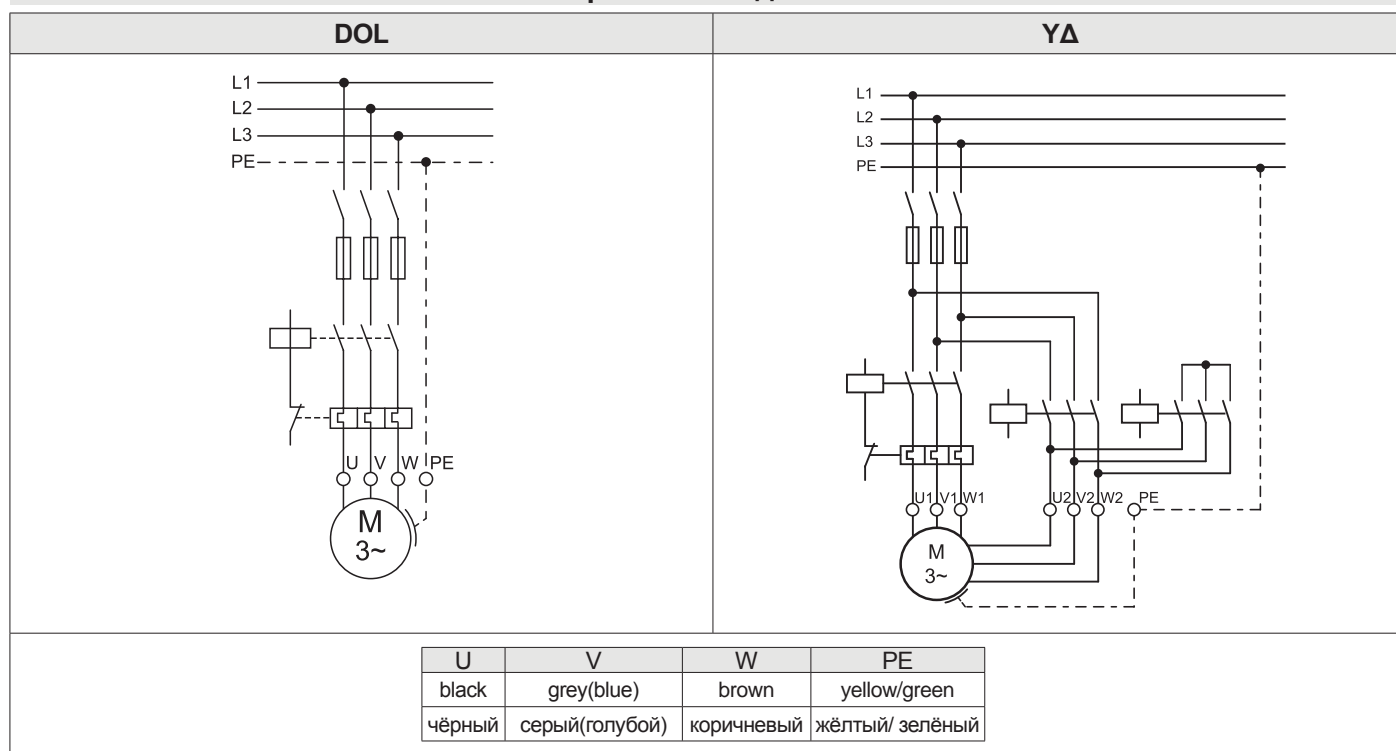 DOL
YΔ
L1
L2
L3
PE
U V W PE
M
3~
L1
L2
L3
PE
U1 V1 W1 U2 V2 W2 PE
M
3~
U V W PE
black grey(blue) brown yellow/green
чёрный серый(голубой) коричневый жёлтый/ зелёный